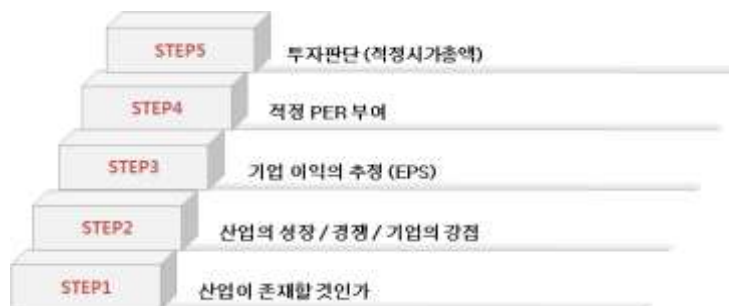 STEP5 투자판단 (적정시가총액)
STEP4 적정 PER 부여
STEP3 기업 이익의 추정 (EPS)
STEP2 산업의 성장 / 경쟁 / 기업의 강점
STEP1 산업이 존재할 것인가